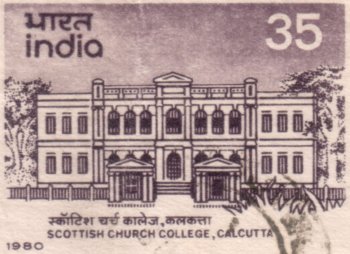 भारत 35
india
स्कॉटिश चर्च कालेज, कलकत्ता
SCOTTISH CHURCH COLLEGE, CALCUTTA
1980